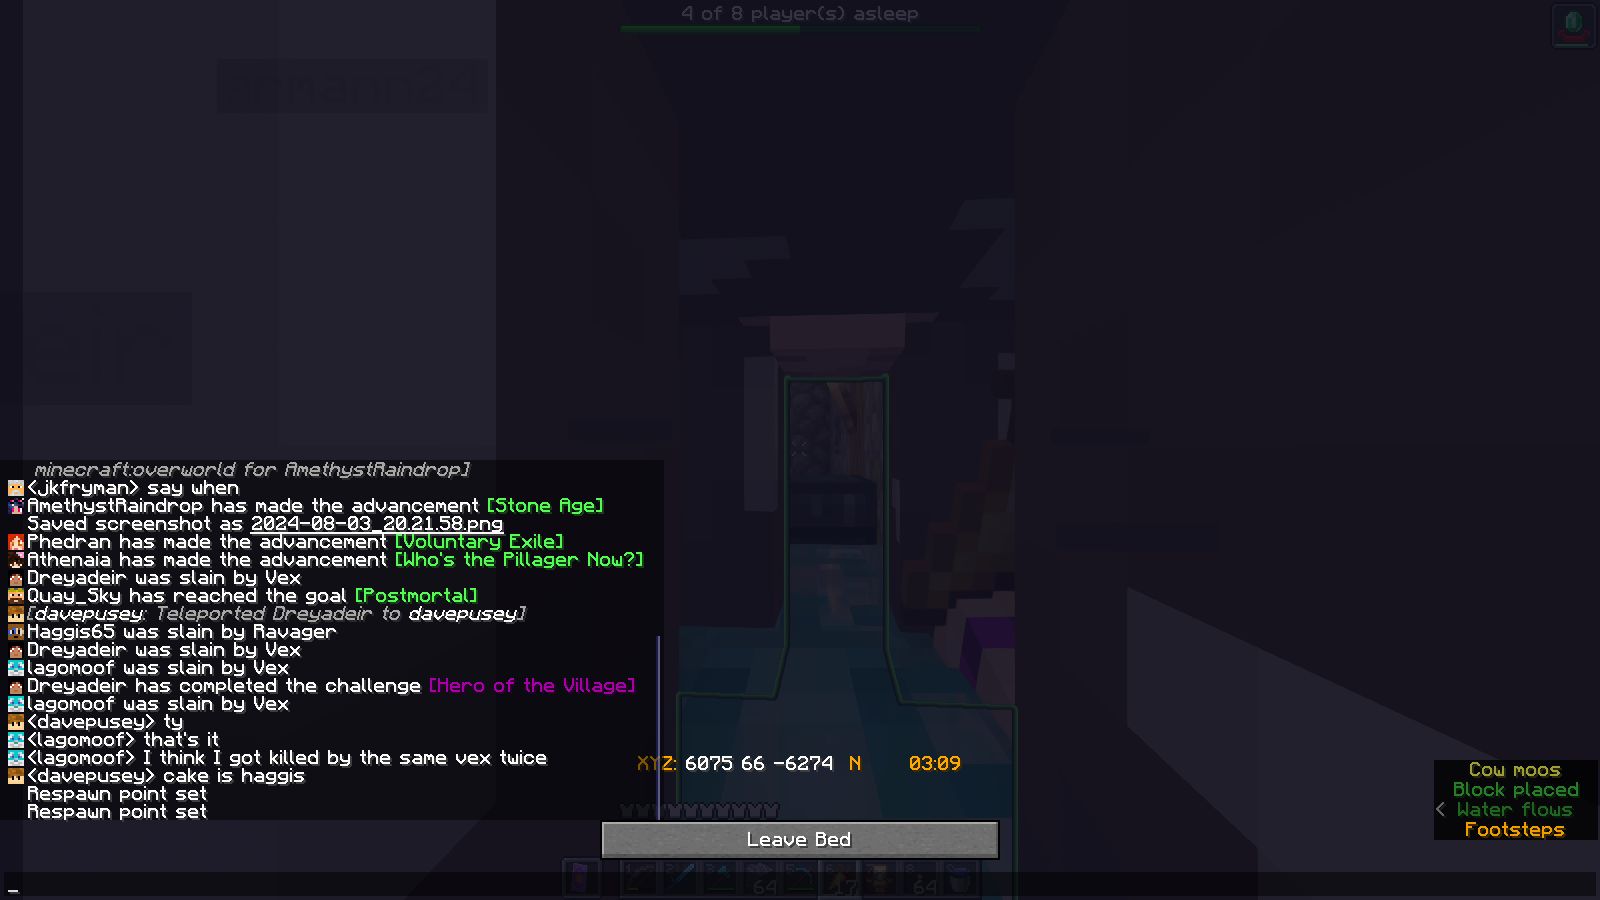 4 of 8 player(s) asleep
armann24
eir
minecraft:overworld for AmethystRaindrop]
<jkfryman> say when
AmethystRaindrop has made the advancement [Stone Age]
Saved screenshot as 2024-08-03_20.21.58.png
Phedran has made the advancement [Voluntary Exile]
Athenaia has made the advancement [Who's the Pillager Now?]
Dreyadeir was slain by Vex
Quay_Sky has reached the goal [Postmortal]
[davepusey: Teleported Dreyadeir to davepusey]
Haggis65 was slain by Ravager
Dreyadeir was slain by Vex
lagomoof was slain by Vex
Dreyadeir has completed the challenge [Hero of the Village]
lagomoof was slain by Vex
<davepusey> ty
<lagomoof> that's it
<lagomoof> I think I got killed by the same vex twice
<davepusey> cake is haggis
Respawn point set
Respawn point set
XYZ: 6075 66 -6274 N 03:09
Cow moos
Block placed
< Water flows
Footsteps
Leave Bed
64 17 64
_